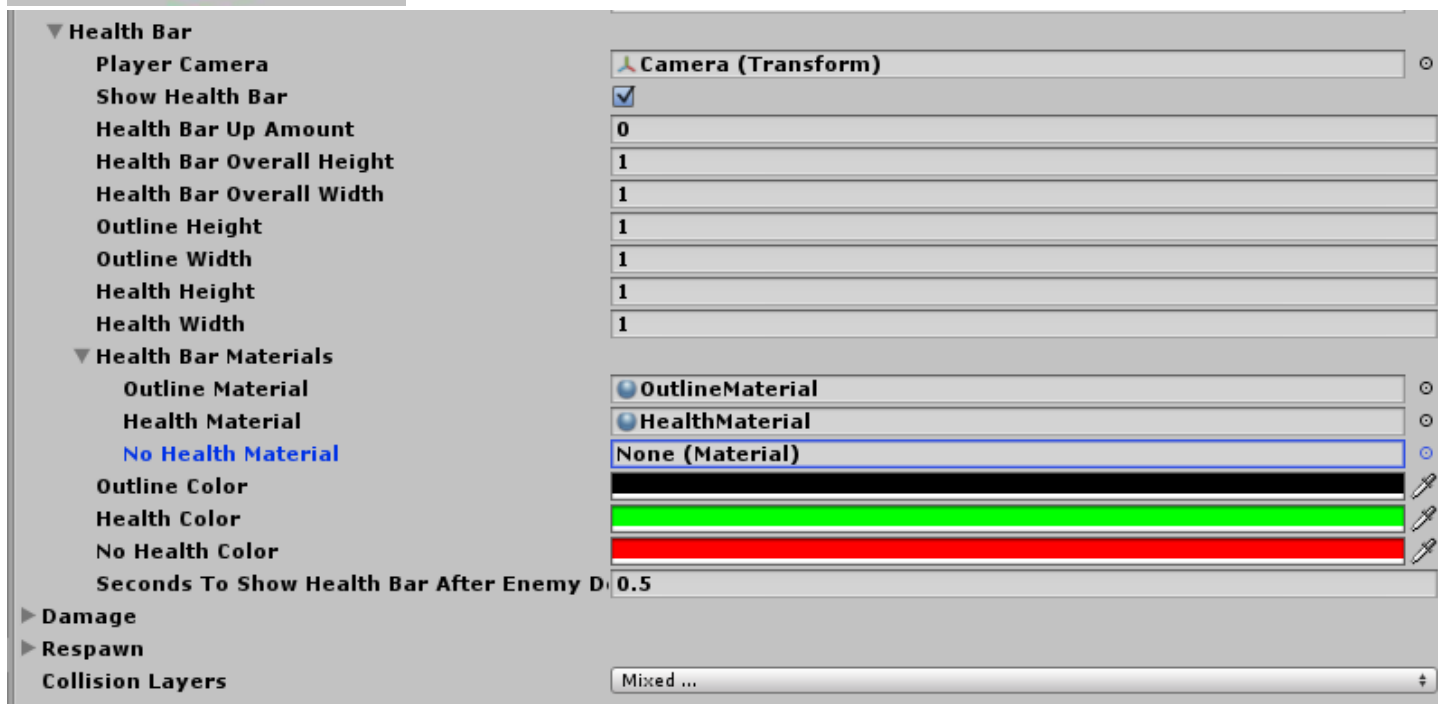 Health Bar
Player Camera Camera (Transform)
Show Health Bar
Health Bar Up Amount 0
Health Bar Overall Height 1
Health Bar Overall Width 1
Outline Height 1
Outline Width 1
Health Height 1
Health Width 1
Health Bar Materials
Outline Material OutlineMaterial
Health Material HealthMaterial
No Health Material None (Material)
Outline Color
Health Color
No Health Color
Seconds To Show Health Bar After Enemy D 0.5
Damage
Respawn
Collision Layers Mixed ...